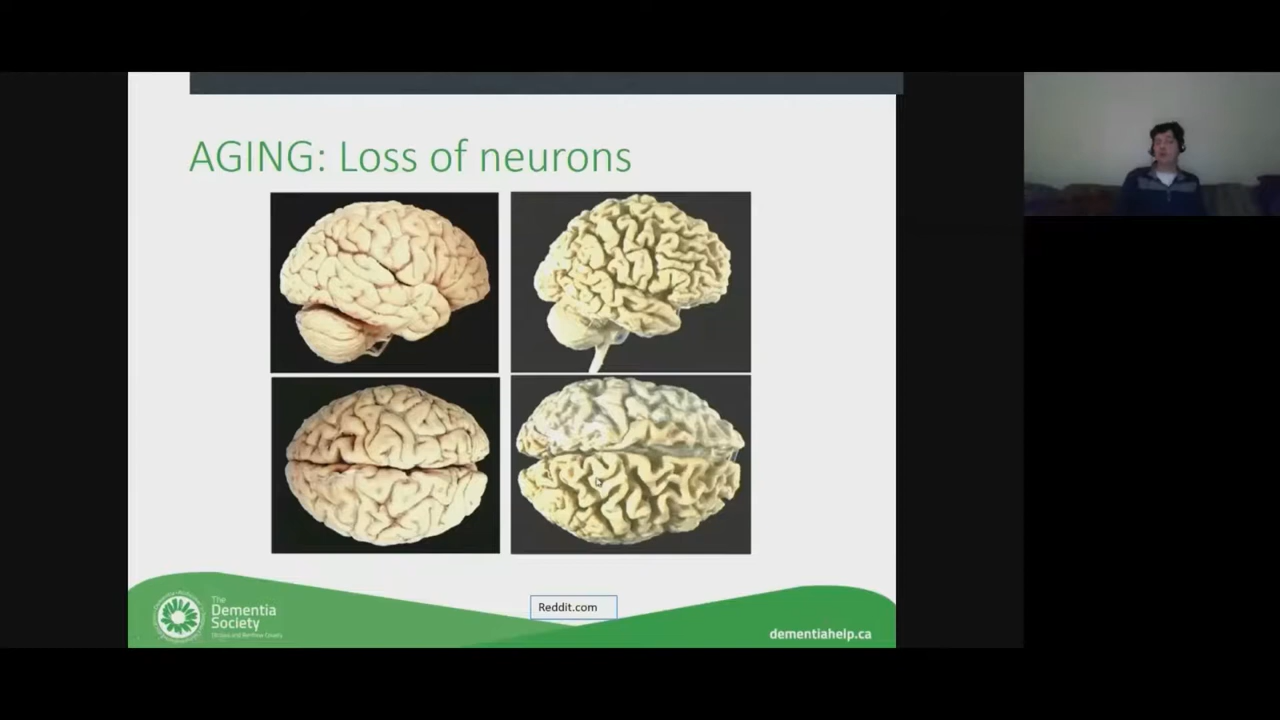 AGING: Loss of neurons
Reddit.com
The
Dementia
Society
dementiahelp.ca